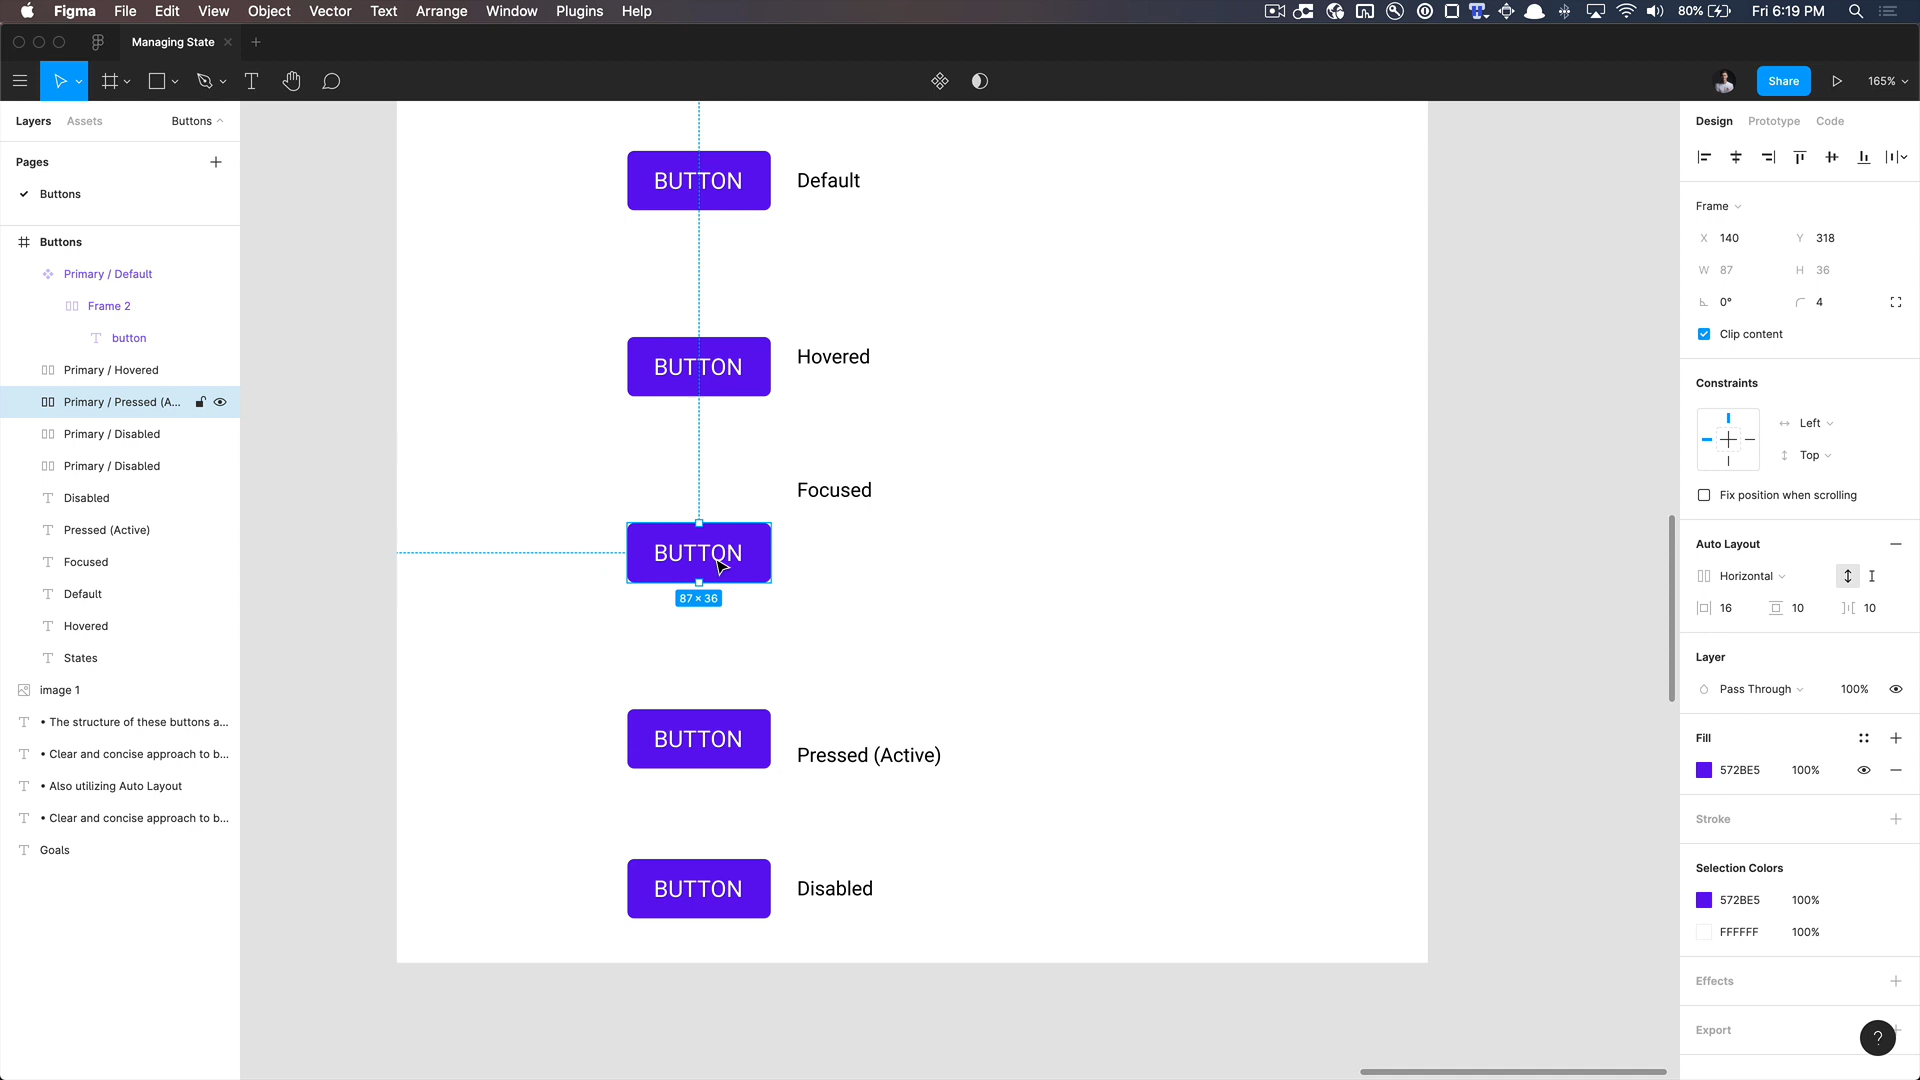 Figma File Edit View Object Vector Text Arrange Window Plugins Help 80% Fri 6:19 PM
Managing State
Share 165%
Layers Assets Buttons
Pages
Buttons
Buttons
Primary / Default
Frame 2
button
Primary / Hovered
Primary / Pressed (A...
Primary / Disabled
Primary / Disabled
Disabled
Pressed (Active)
Focused
Default
Hovered
States
image 1
• The structure of these buttons a...
• Clear and concise approach to b...
• Also utilizing Auto Layout
• Clear and concise approach to b...
Goals
BUTTON Default
BUTTON Hovered
Focused
BUTTON
87 × 36
BUTTON
Pressed (Active)
BUTTON Disabled
Design Prototype Code
Frame
X 140 Y 318
W 87 H 36
0° 4
Clip content
Constraints
Left
Top
Fix position when scrolling
Auto Layout
Horizontal
16 10 10
Layer
Pass Through 100%
Fill
572BE5 100%
Stroke
Selection Colors
572BE5 100%
FFFFFF 100%
Effects
Export
?